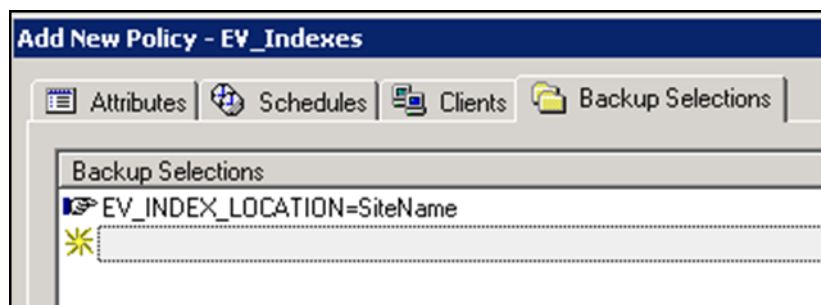 Add New Policy - EV_Indexes
Attributes Schedules Clients Backup Selections
Backup Selections
EV_INDEX_LOCATION=SiteName